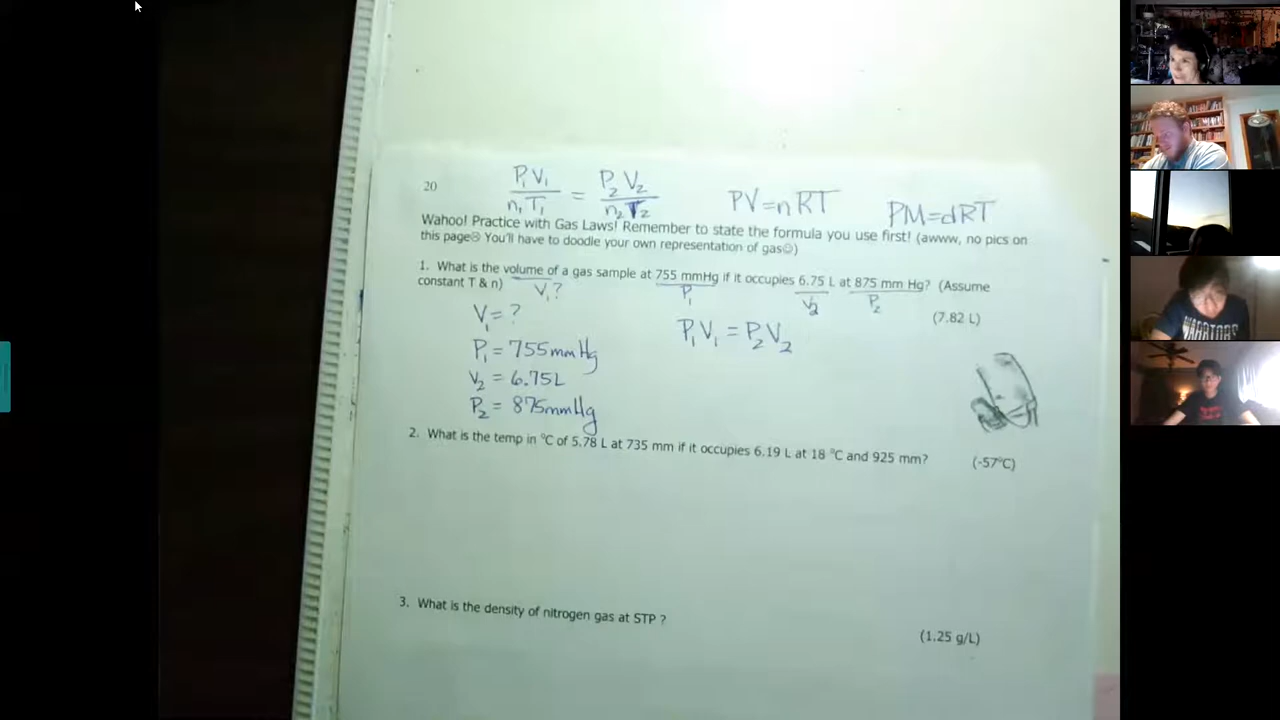 20
P₁V₁/n₁T₁ = P₂V₂/n₂T₂ PV=nRT PM=dRT
Wahoo! Practice with Gas Laws! Remember to state the formula you use first! (awww, no pics on
this page☹ You'll have to doodle your own representation of gas☺)
1. What is the volume of a gas sample at 755 mmHg if it occupies 6.75 L at 875 mm Hg? (Assume
constant T & n)
V₁? P₁ V₂ P₂
(7.82 L)
V₁ = ?
P₁V₁ = P₂V₂
P₁ = 755mmHg
V₂ = 6.75L
P₂ = 875mmHg
2. What is the temp in °C of 5.78 L at 735 mm if it occupies 6.19 L at 18 °C and 925 mm? (-57°C)
3. What is the density of nitrogen gas at STP ?
(1.25 g/L)
WARRIORS